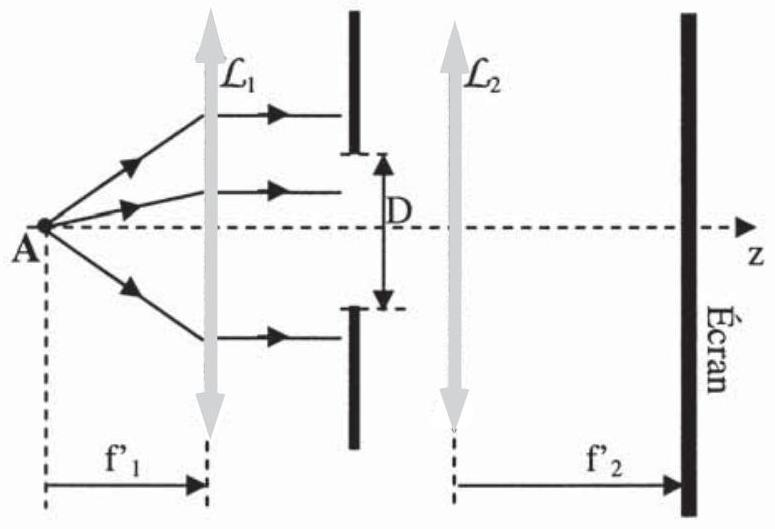 ℒ₁
ℒ₂
A
D
z
Écran
f'₁
f'₂